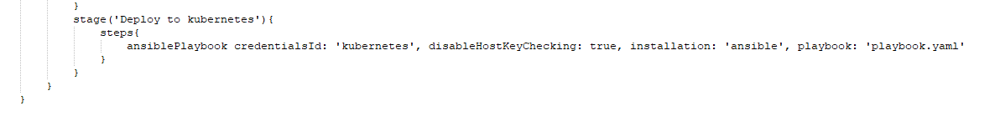 }
stage('Deploy to kubernetes'){
steps{
ansiblePlaybook credentialsId: 'kubernetes', disableHostKeyChecking: true, installation: 'ansible', playbook: 'playbook.yaml'
}
}
}
}